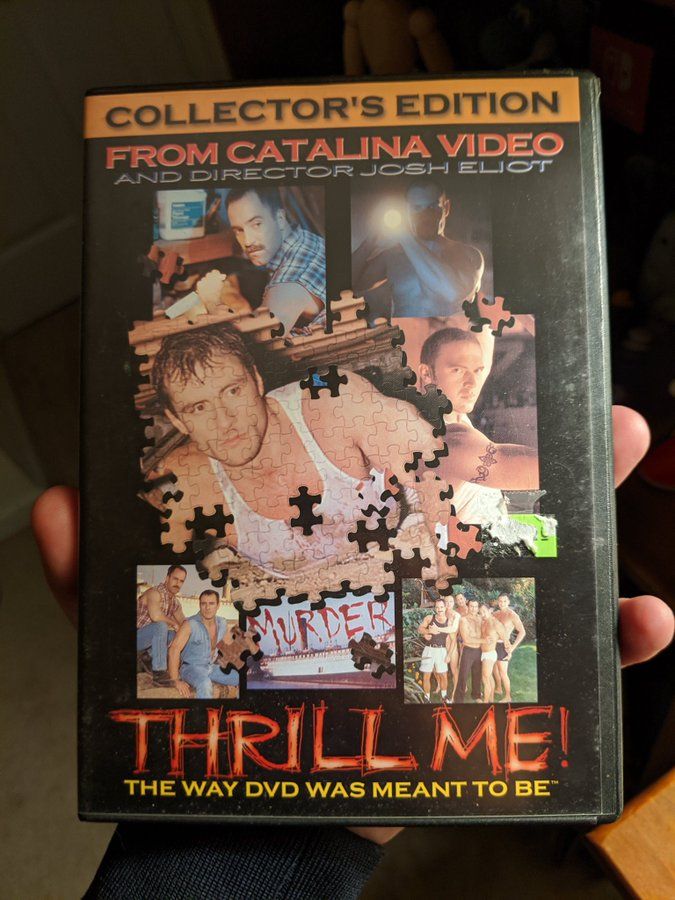 COLLECTOR'S EDITION
FROM CATALINA VIDEO
AND DIRECTOR JOSH ELIOT
MURDER
THRILL ME!
THE WAY DVD WAS MEANT TO BE™